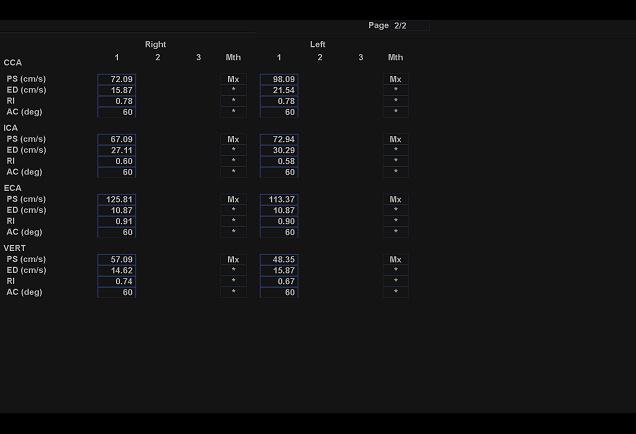 Page 2/2
Right Left
1 2 3 Mth 1 2 3 Mth
CCA
PS (cm/s) 72.09 Mx 98.09 Mx
ED (cm/s) 15.87 * 21.54 *
RI 0.78 * 0.78 *
AC (deg) 60 * 60 *
ICA
PS (cm/s) 67.09 Mx 72.94 Mx
ED (cm/s) 27.11 * 30.29 *
RI 0.60 * 0.58 *
AC (deg) 60 * 60 *
ECA
PS (cm/s) 125.81 Mx 113.37 Mx
ED (cm/s) 10.87 * 10.87 *
RI 0.91 * 0.90 *
AC (deg) 60 * 60 *
VERT
PS (cm/s) 57.09 Mx 48.35 Mx
ED (cm/s) 14.62 * 15.87 *
RI 0.74 * 0.67 *
AC (deg) 60 * 60 *